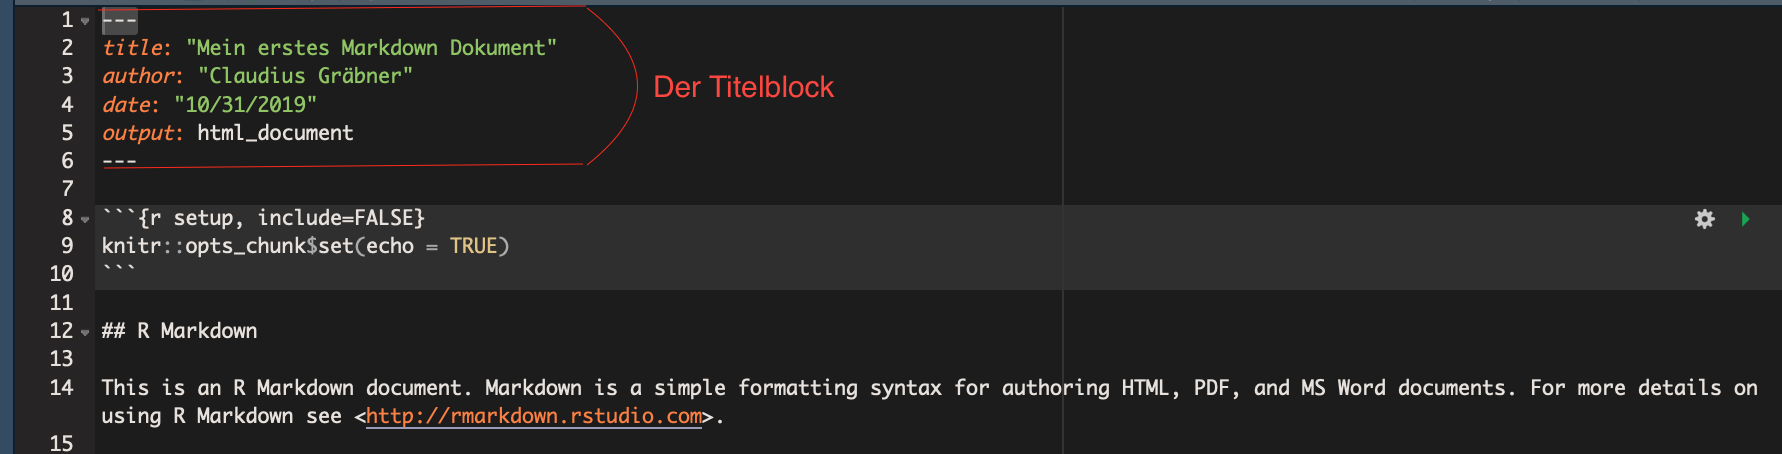 1 ---
2 title: "Mein erstes Markdown Dokument"
3 author: "Claudius Gräbner"
Der Titelblock
4 date: "10/31/2019"
5 output: html_document
6 ---
7
8 ```{r setup, include=FALSE}
9 knitr::opts_chunk$set(echo = TRUE)
10 ```
11
12 ## R Markdown
13
14 This is an R Markdown document. Markdown is a simple formatting syntax for authoring HTML, PDF, and MS Word documents. For more details on
using R Markdown see <http://rmarkdown.rstudio.com>.
15